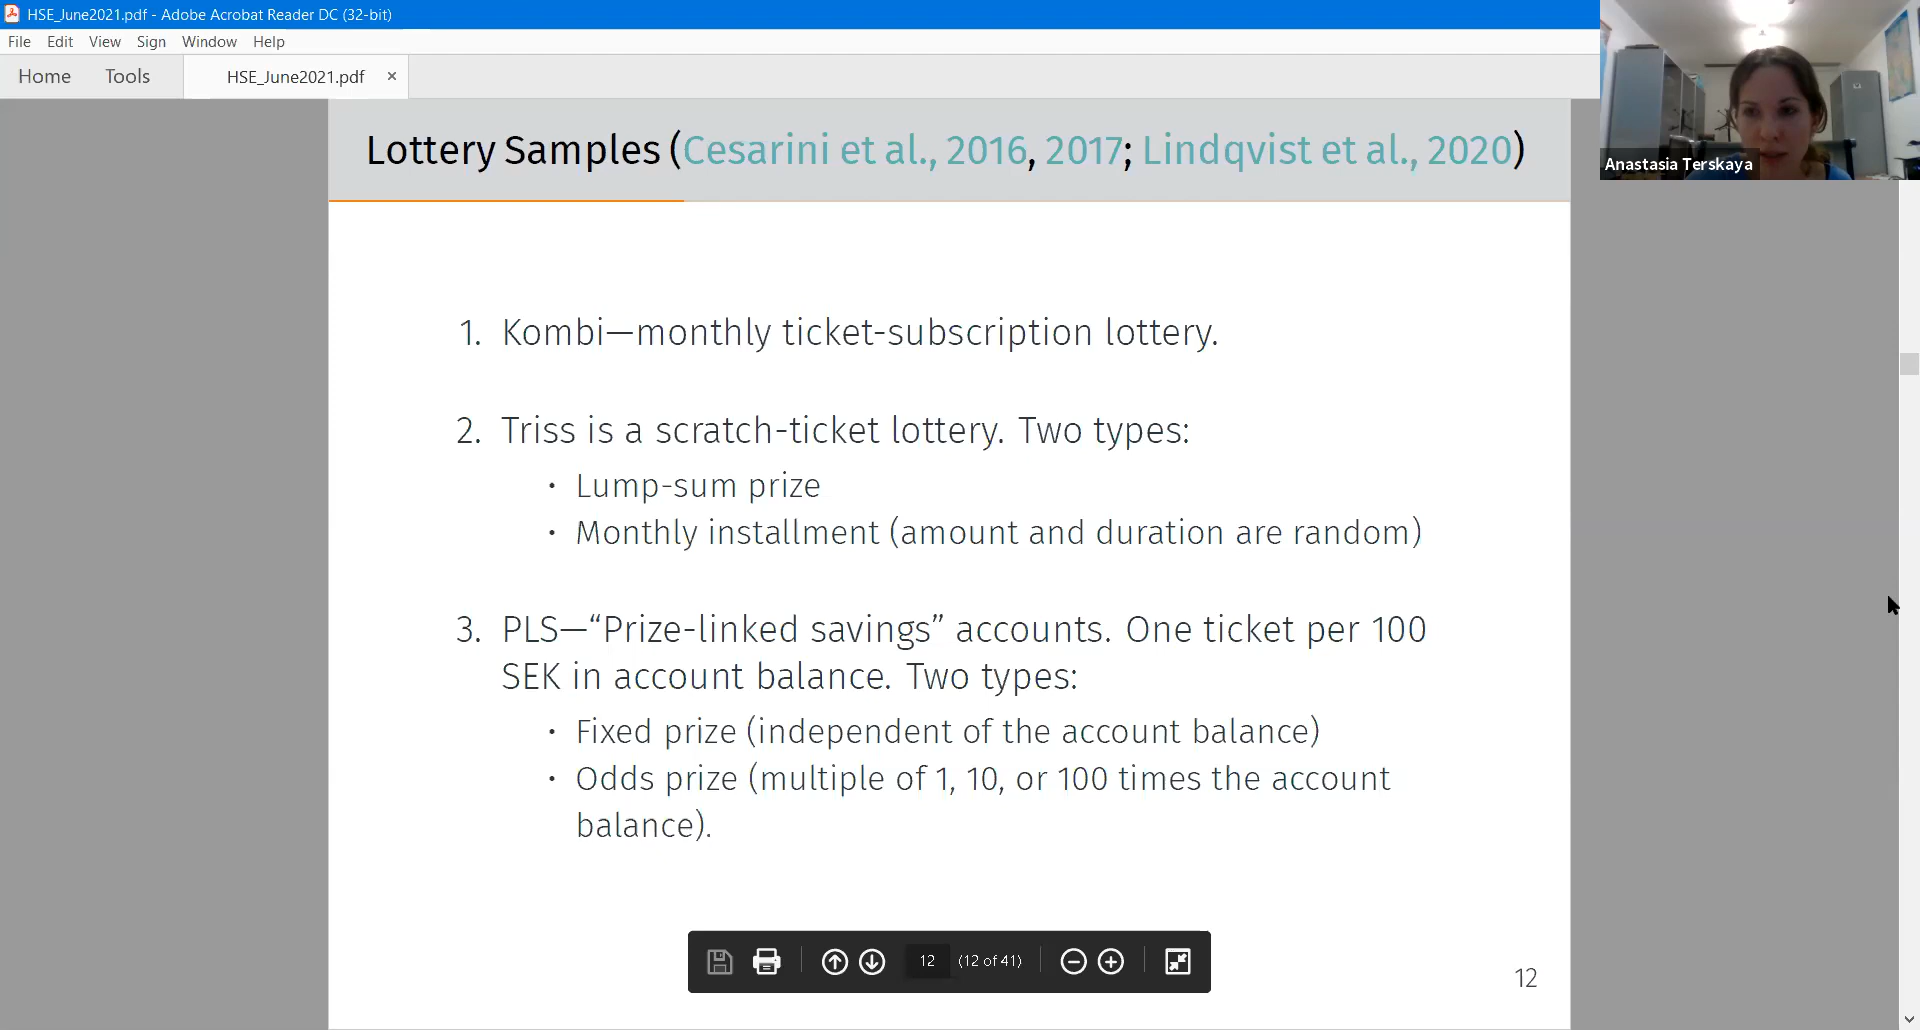 HSE_June2021.pdf - Adobe Acrobat Reader DC (32-bit)
File Edit View Sign Window Help
Home Tools HSE_June2021.pdf ×
Lottery Samples (Cesarini et al., 2016, 2017; Lindqvist et al., 2020)
Anastasia Terskaya
1. Kombi—monthly ticket-subscription lottery.
2. Triss is a scratch-ticket lottery. Two types:
· Lump-sum prize
· Monthly installment (amount and duration are random)
3. PLS—“Prize-linked savings” accounts. One ticket per 100
SEK in account balance. Two types:
· Fixed prize (independent of the account balance)
· Odds prize (multiple of 1, 10, or 100 times the account
balance).
12 (12 of 41)
12